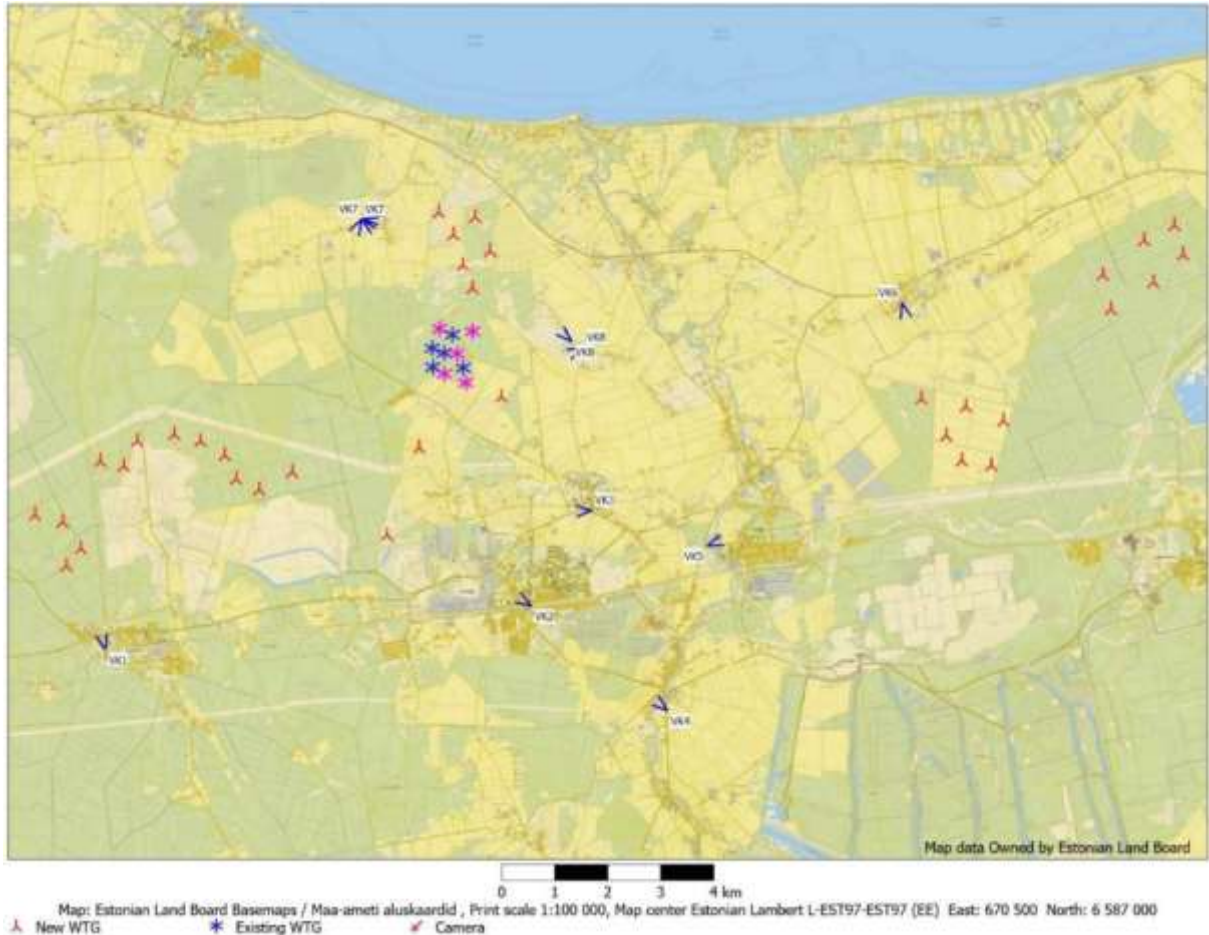 VK7 VK7
VK6
VK8
VK8
VK3
VK5
VK2
VK1
VK4
Map data Owned by Estonian Land Board
0 1 2 3 4 km
Map: Estonian Land Board Basemaps / Maa-ameti aluskaardid , Print scale 1:100 000, Map center Estonian Lambert L-EST97-EST97 (EE) East: 670 500 North: 6 587 000
New WTG Existing WTG Camera